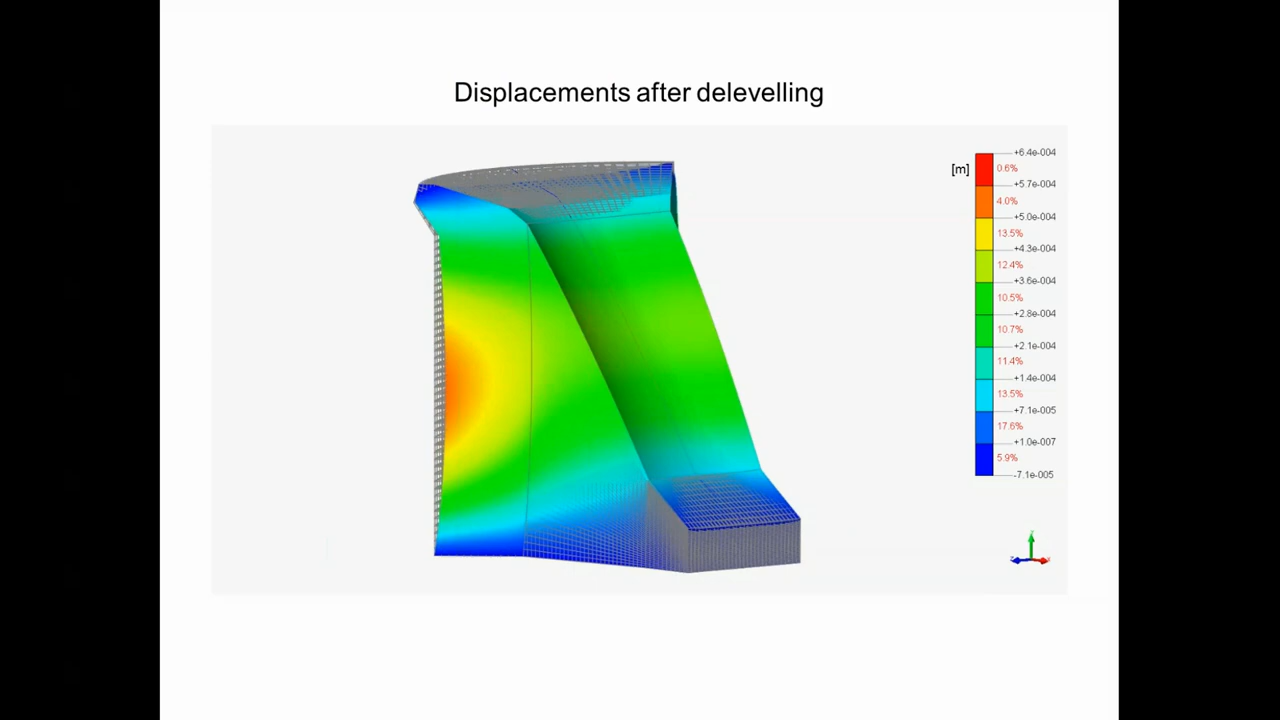 Displacements after delevelling
[m]
+6.4e-004
0.6%
+5.7e-004
4.0%
+5.0e-004
13.5%
+4.3e-004
12.4%
+3.6e-004
10.5%
+2.8e-004
10.7%
+2.1e-004
11.4%
+1.4e-004
13.5%
+7.1e-005
17.6%
+1.0e-007
5.9%
-7.1e-005